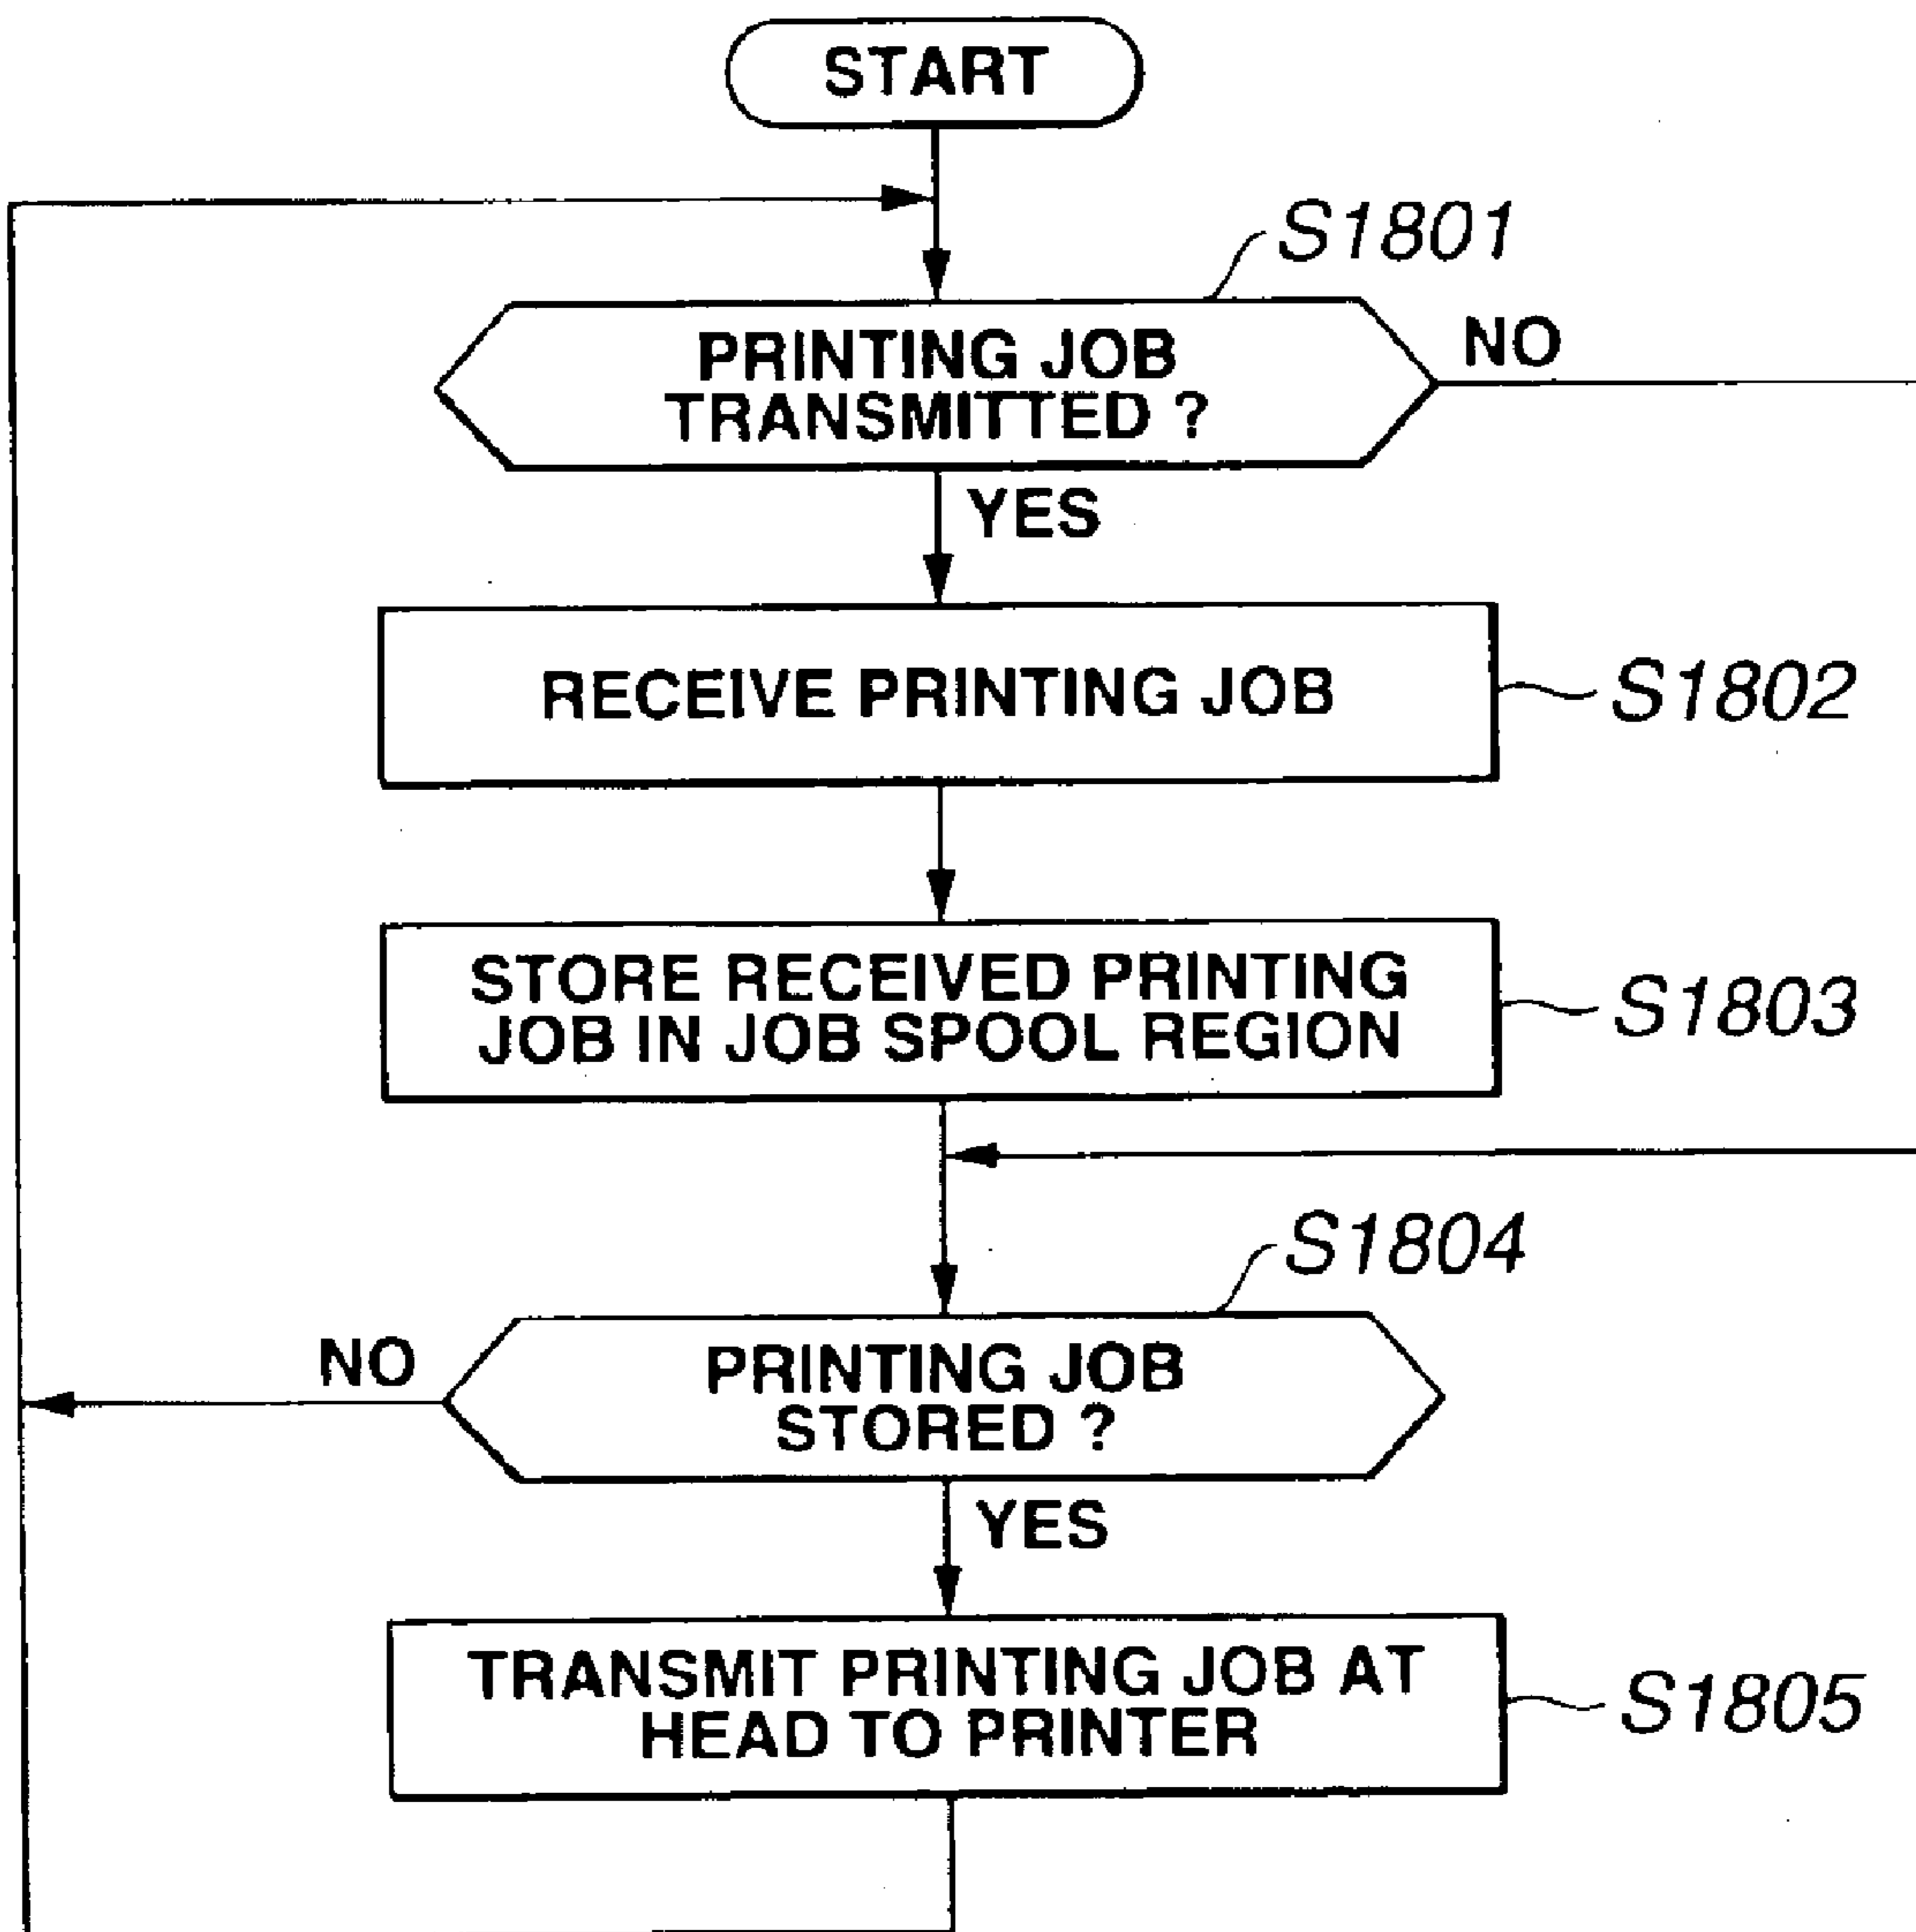 START
S1801
PRINTING JOB
TRANSMITTED ?
NO
YES
RECEIVE PRINTING JOB
S1802
STORE RECEIVED PRINTING
JOB IN JOB SPOOL REGION
S1803
S1804
NO
PRINTING JOB
STORED ?
YES
TRANSMIT PRINTING JOB AT
HEAD TO PRINTER
S1805